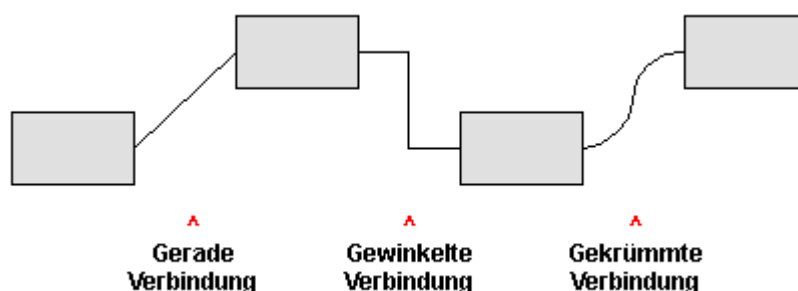 ^ ^ ^
Gerade Gewinkelte Gekrümmte
Verbindung Verbindung Verbindung